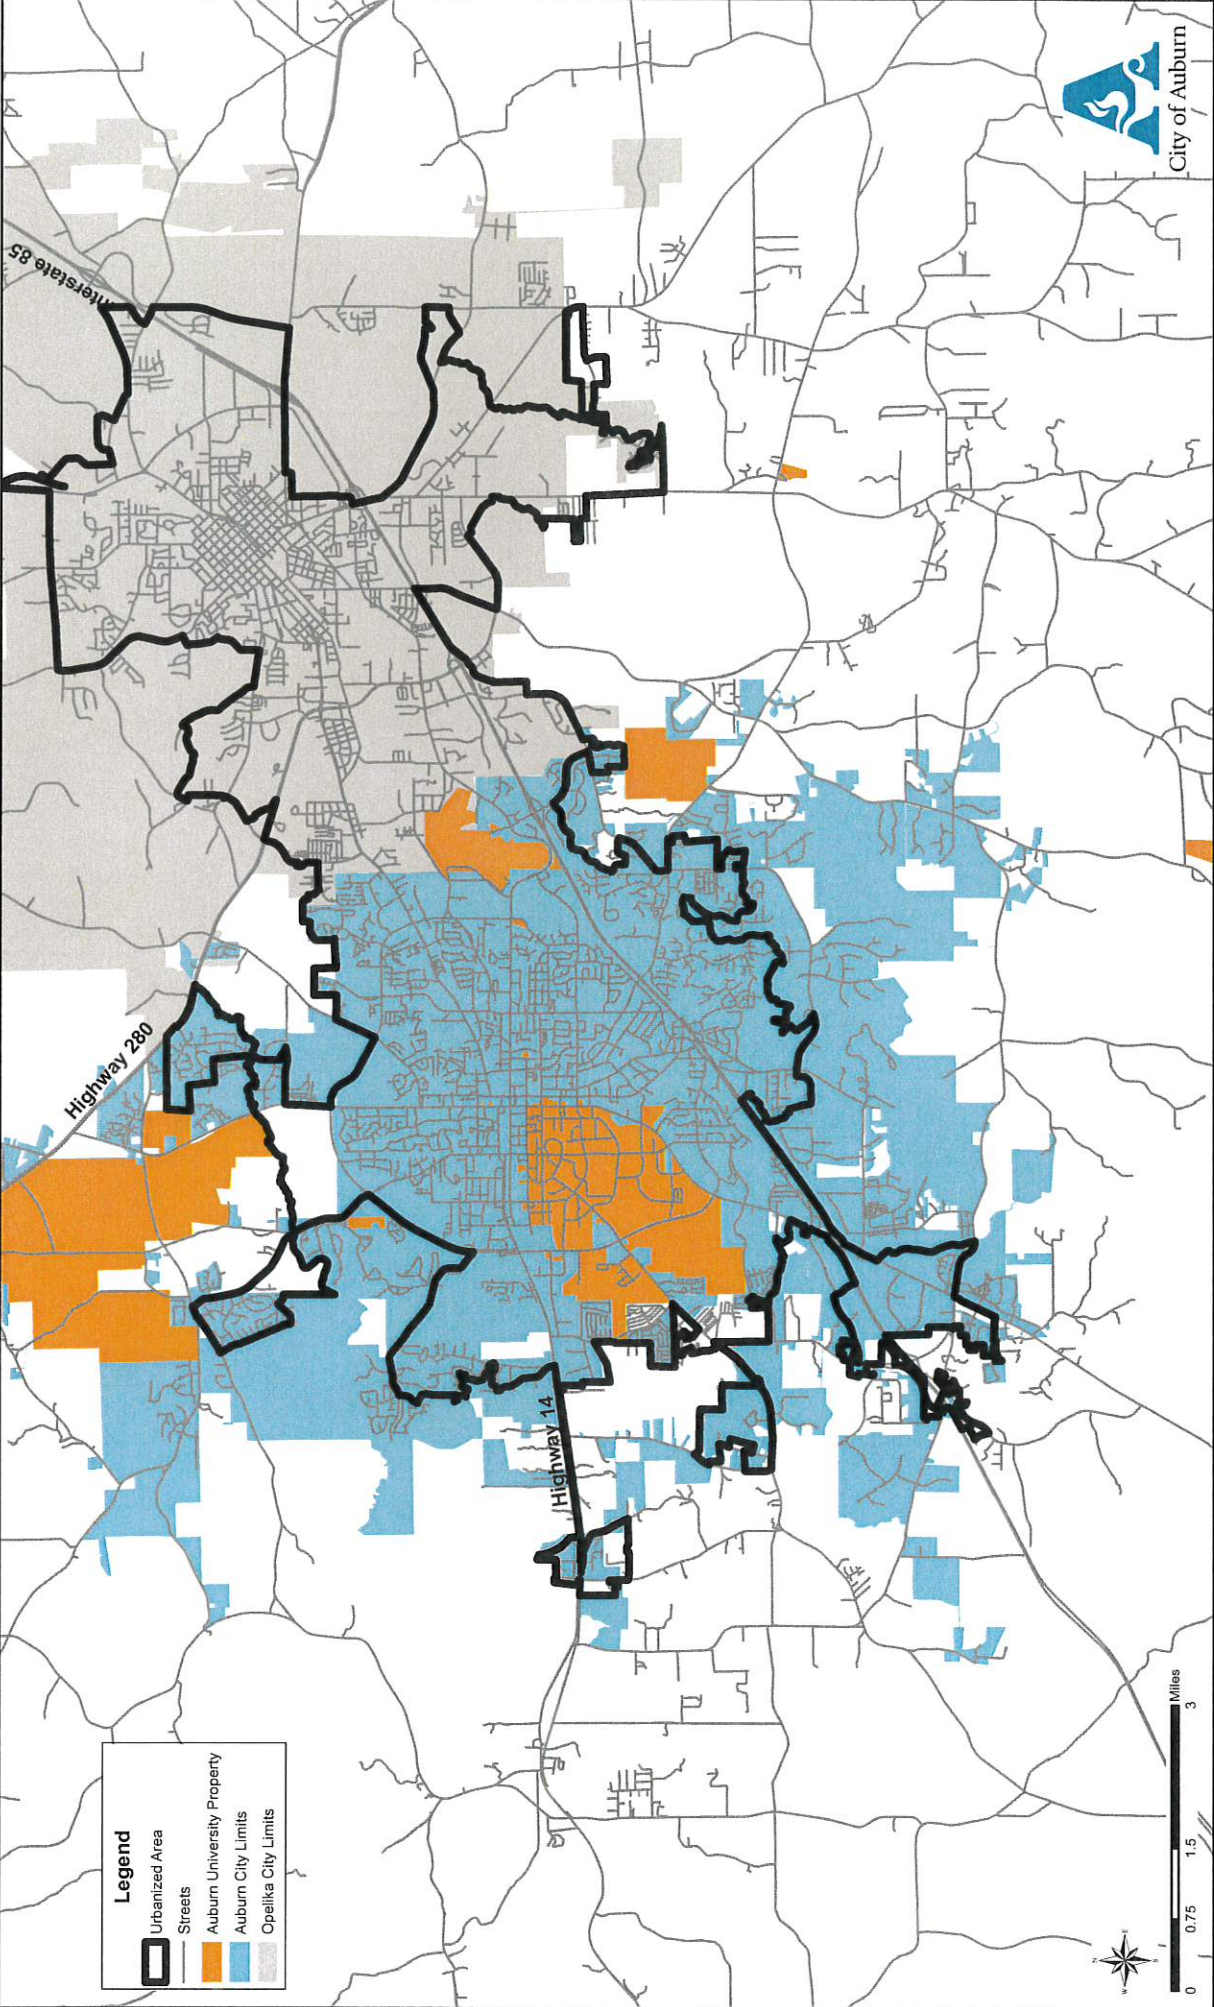 Interstate 85
Highway 280
Highway 14
Legend
Urbanized Area
Streets
Auburn University Property
Auburn City Limits
Opelika City Limits
N
E
S
W
0 0.75 1.5 3
Miles
City of Auburn